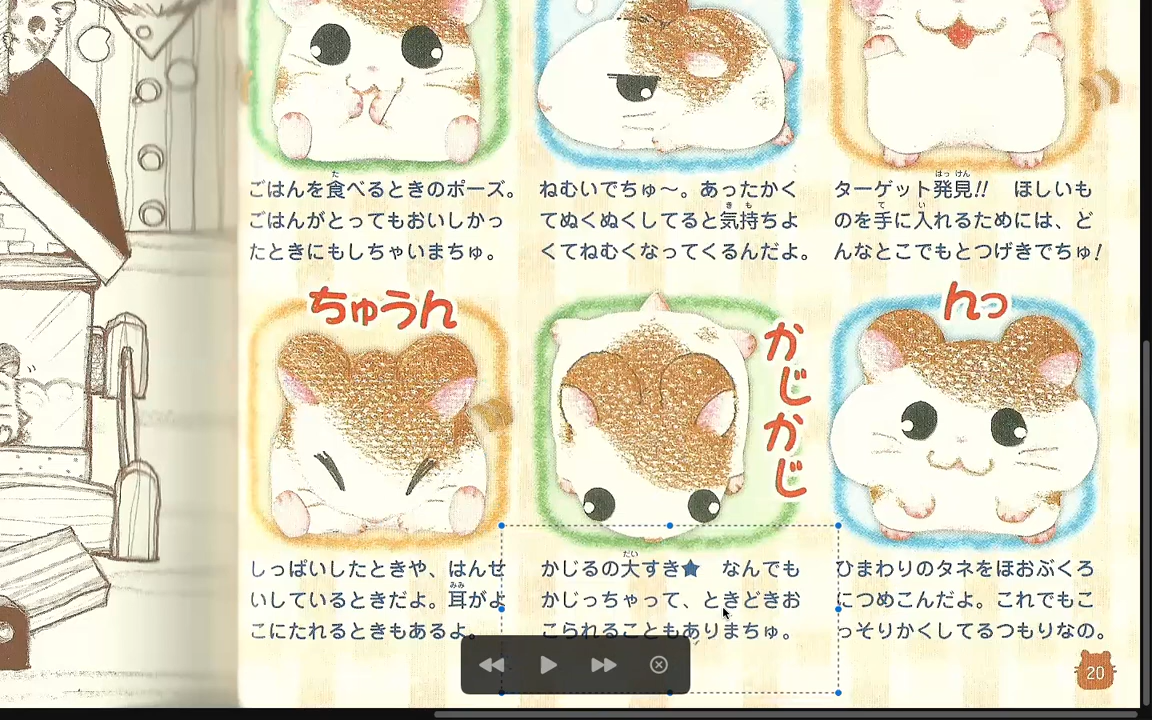 ごはんを食べるときのポーズ。
ごはんがとってもおいしかっ
たときにもしちゃいまちゅ。
ねむいでちゅ〜。あったかく
てぬくぬくしてると気持ちよ
くてねむくなってくるんだよ。
ターゲット発見!!　ほしいも
のを手に入れるためには、ど
んなとこでもとつげきでちゅ!
ちゅうん
しっぱいしたときや、はんせ
いしているときだよ。耳がよ
こにたれるときもあるよ。
かじかじ
かじるの大すき★　なんでも
かじっちゃって、ときどきお
こられることもありまちゅ。
んっ
ひまわりのタネをほおぶくろ
につめこんだよ。これでもこ
っそりかくしてるつもりなの。
20